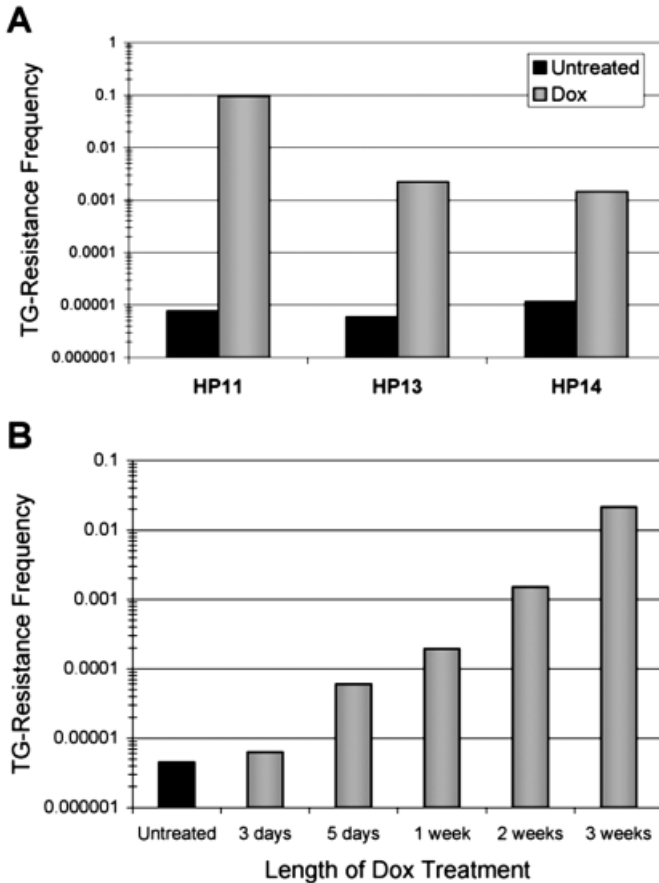 A
TG-Resistance Frequency
1
0.1
0.01
0.001
0.0001
0.00001
0.000001
Untreated
Dox
HP11 HP13 HP14
B
TG-Resistance Frequency
0.1
0.01
0.001
0.0001
0.00001
0.000001
Untreated 3 days 5 days 1 week 2 weeks 3 weeks
Length of Dox Treatment